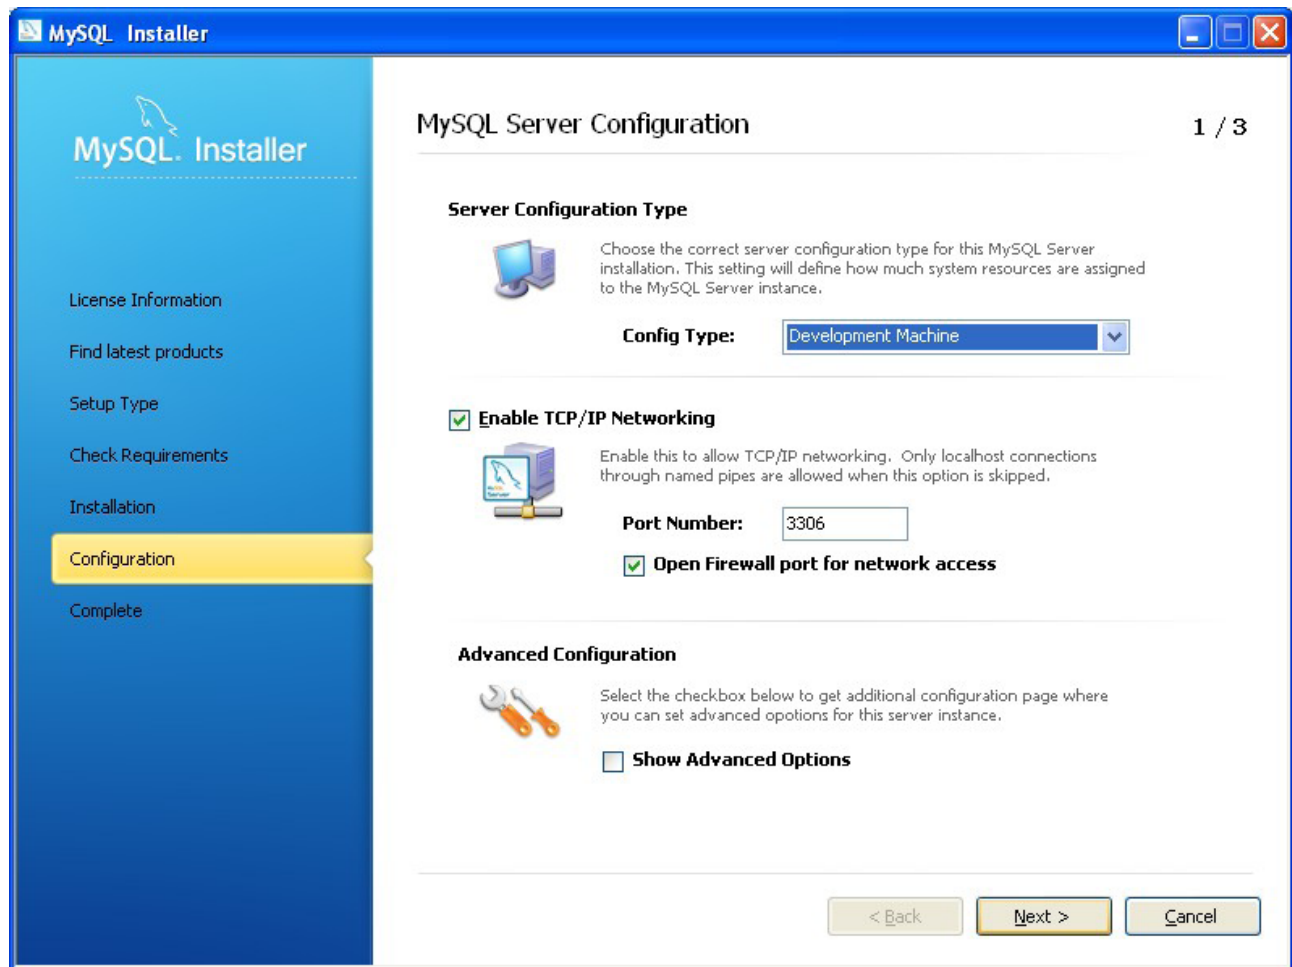 MySQL Installer
MySQL. Installer
License Information
Find latest products
Setup Type
Check Requirements
Installation
Configuration
Complete
MySQL Server Configuration
1 / 3
Server Configuration Type
Choose the correct server configuration type for this MySQL Server
installation. This setting will define how much system resources are assigned
to the MySQL Server instance.
Config Type: Development Machine
Enable TCP/IP Networking
Enable this to allow TCP/IP networking. Only localhost connections
through named pipes are allowed when this option is skipped.
Port Number: 3306
Open Firewall port for network access
Advanced Configuration
Select the checkbox below to get additional configuration page where
you can set advanced opotions for this server instance.
Show Advanced Options
< Back Next > Cancel